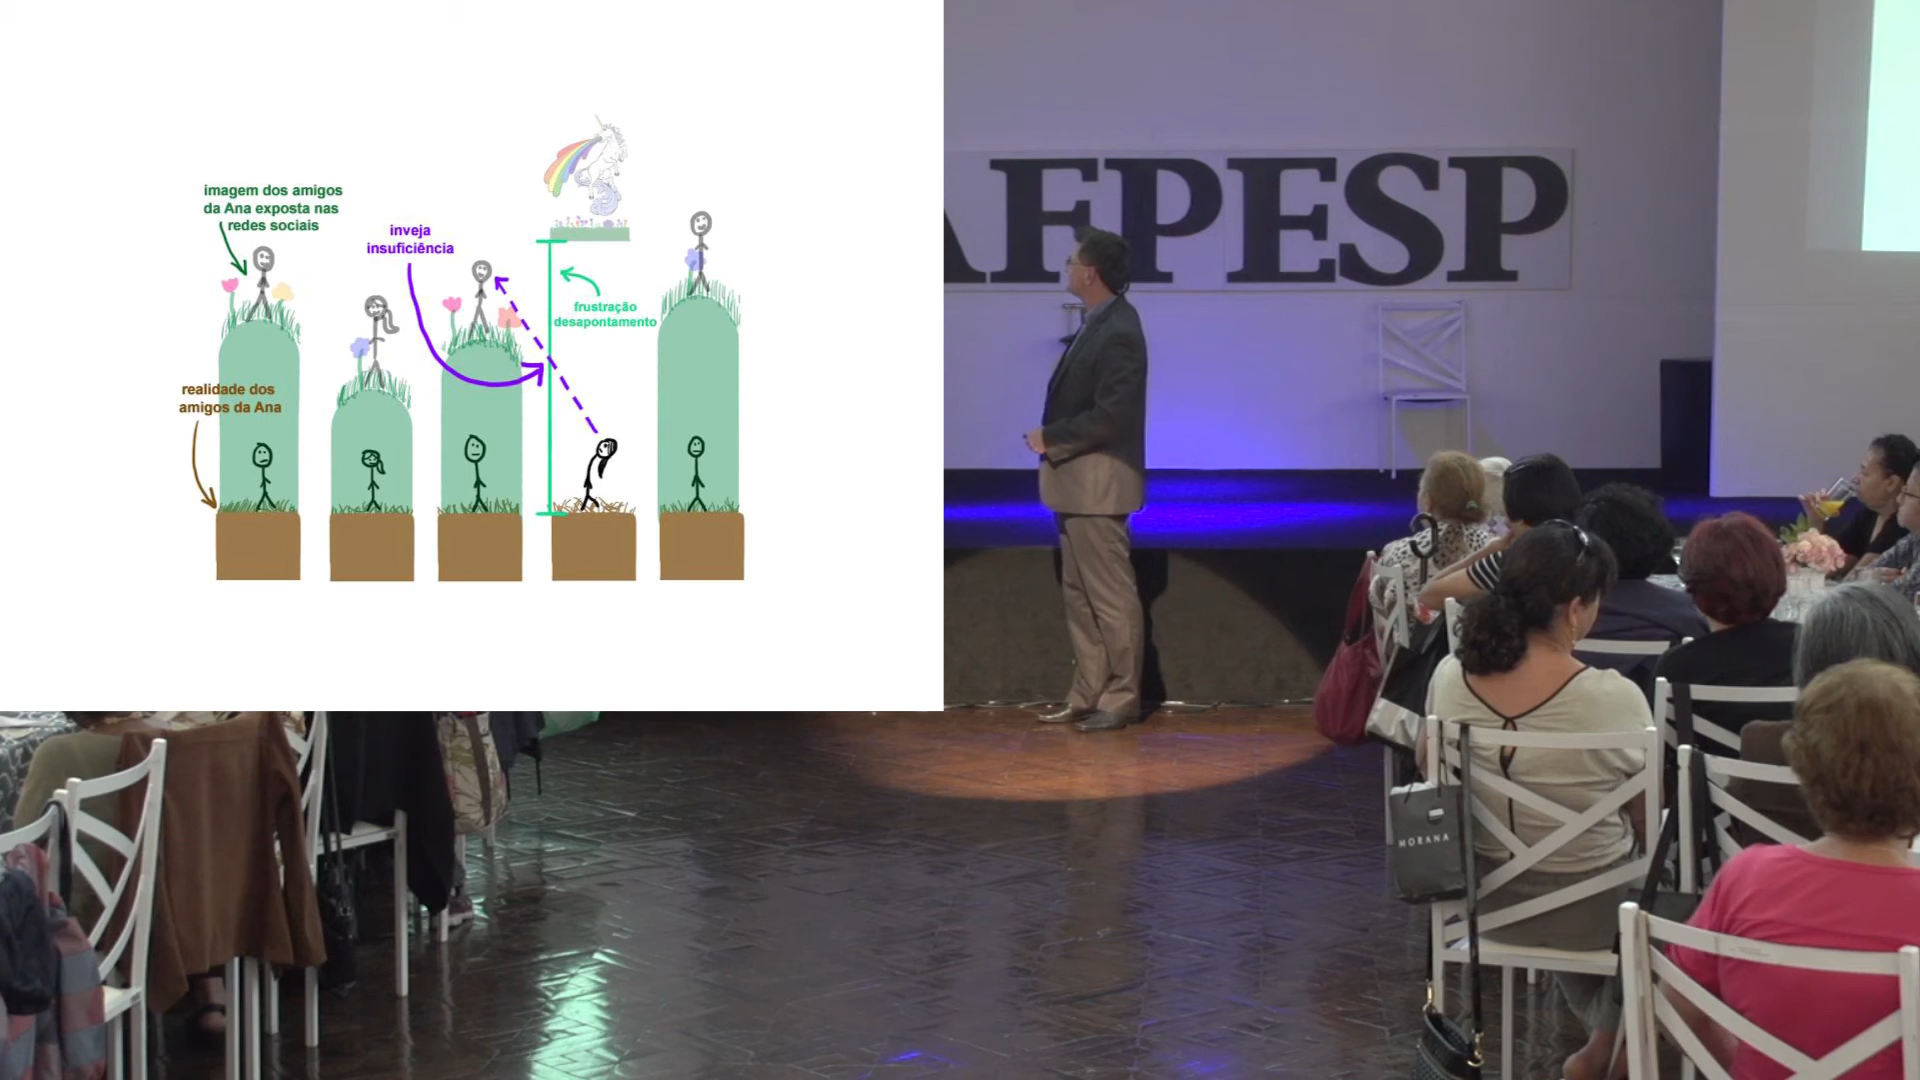 imagem dos amigos
da Ana exposta nas
redes sociais
inveja
insuficiência
frustração
desapontamento
realidade dos
amigos da Ana
AFPESP
MORANA